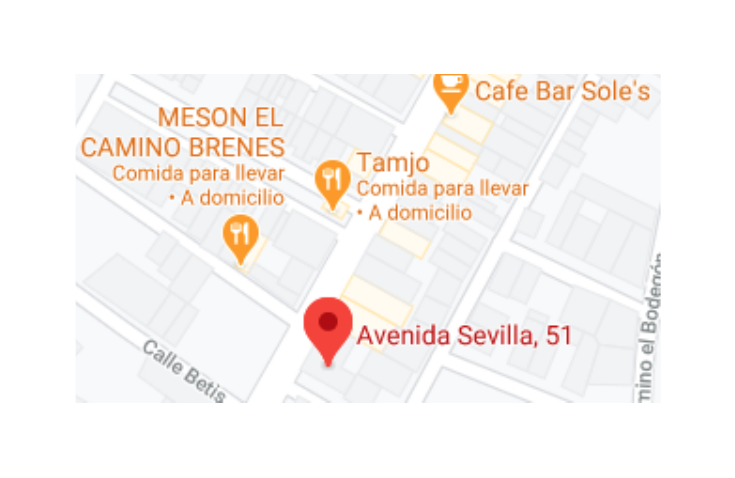 Cafe Bar Sole's
MESON EL
CAMINO BRENES
Comida para llevar
• A domicilio
Tamjo
Comida para llevar
• A domicilio
Avenida Sevilla, 51
Calle Betis
mino el Bodegón